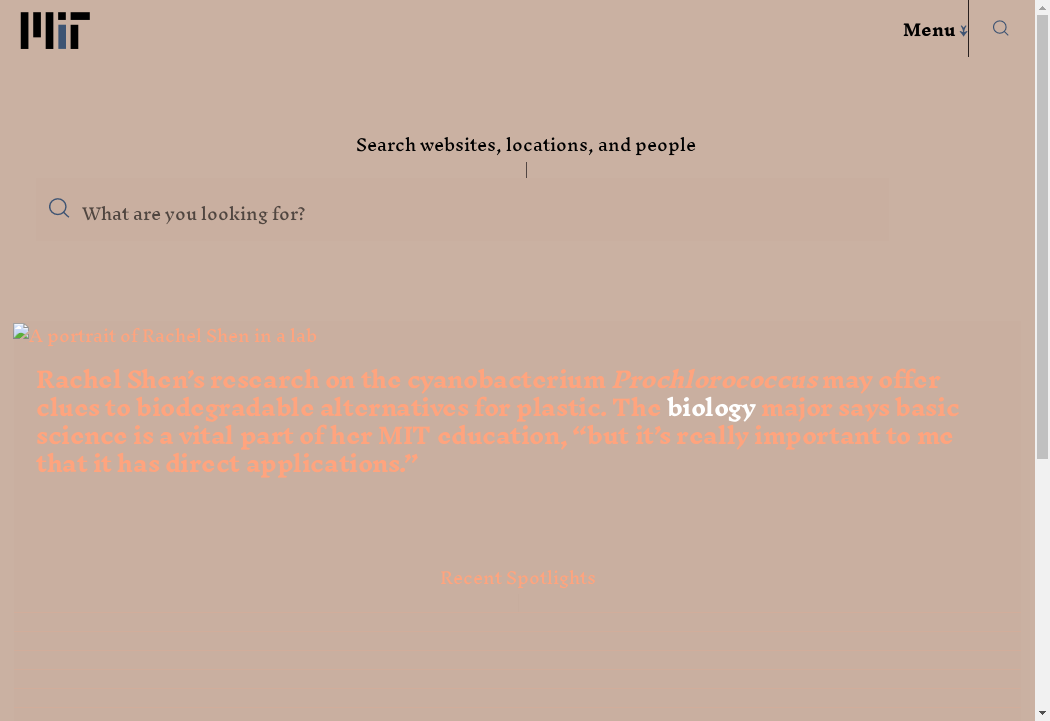 MIT
Menu
Search websites, locations, and people
What are you looking for?
A portrait of Rachel Shen in a lab
Rachel Shen’s research on the cyanobacterium Prochlorococcus may offer
clues to biodegradable alternatives for plastic. The biology major says basic
science is a vital part of her MIT education, “but it’s really important to me
that it has direct applications.”
Recent Spotlights